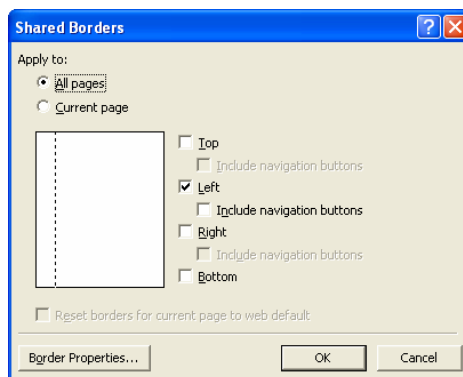 Shared Borders
Apply to:
All pages
Current page
Top
Include navigation buttons
Left
Include navigation buttons
Right
Include navigation buttons
Bottom
Reset borders for current page to web default
Border Properties...
OK
Cancel